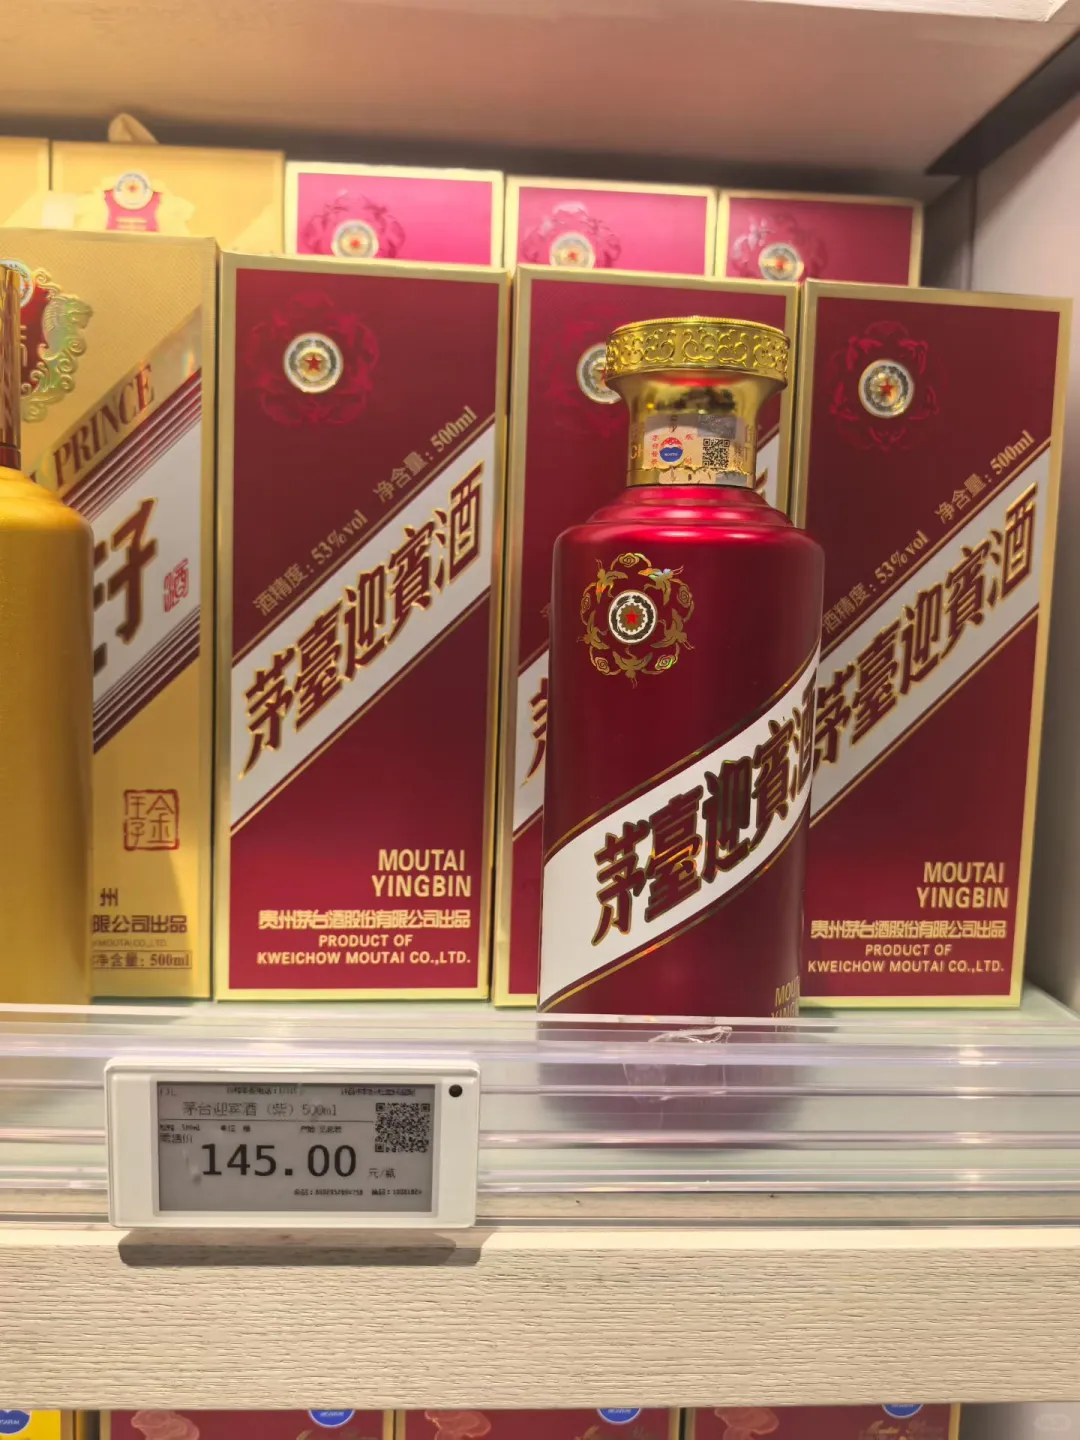 PRINCE
王子
酒
限公司出品
净含量：500ml
酒精度：53%vol 净含量：500ml
茅臺迎賓酒
MOUTAI
YINGBIN
贵州茅台酒股份有限公司出品
PRODUCT OF
KWEICHOW MOUTAI CO.,LTD.
茅臺迎賓酒
酒精度：53%vol 净含量：500ml
茅臺迎賓酒
MOUTAI
YINGBIN
贵州茅台酒股份有限公司出品
PRODUCT OF
KWEICHOW MOUTAI CO.,LTD.
茅台迎宾酒（紫）500ml
145.00 元/瓶